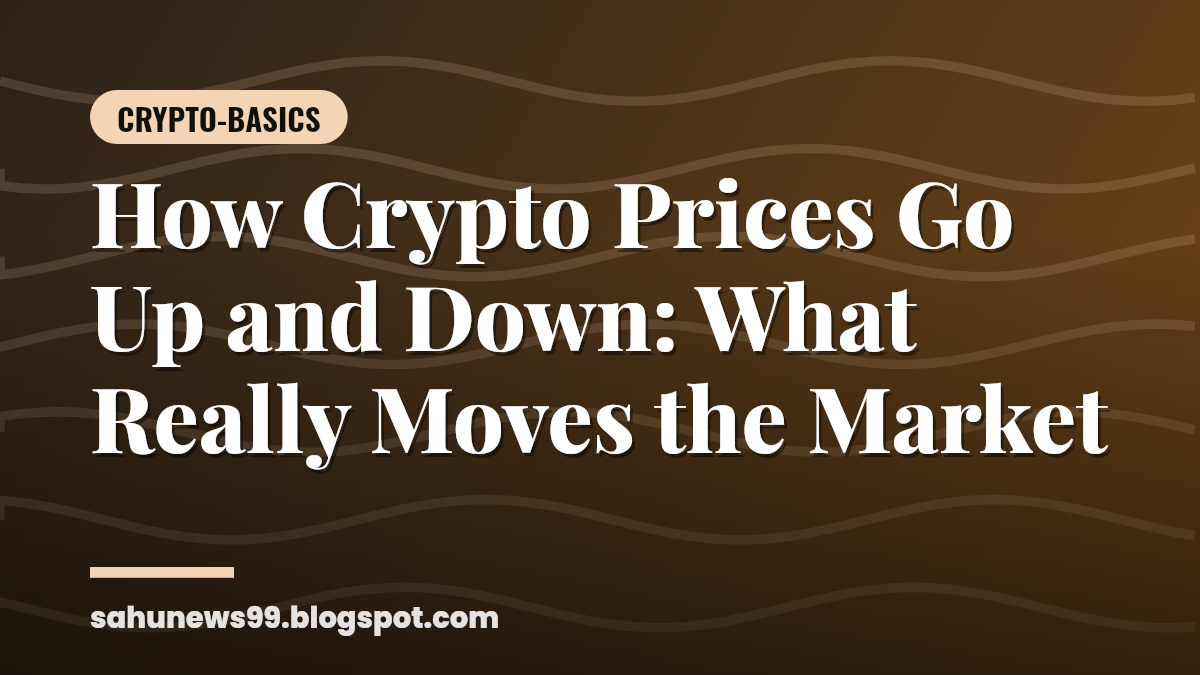 CRYPTO-BASICS
How Crypto Prices Go
Up and Down: What
Really Moves the Market
sahunews99.blogspot.com